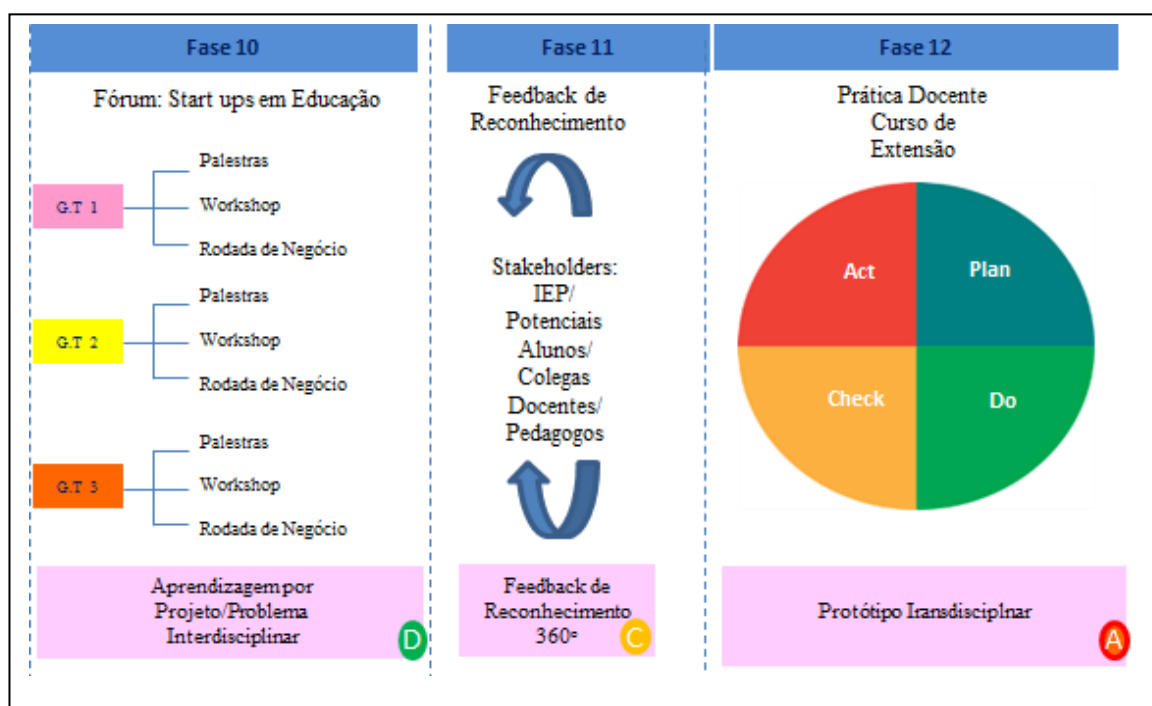 Fase 10
Fórum: Start ups em Educação
G.T 1
Palestras
Workshop
Rodada de Negócio
G.T 2
Palestras
Workshop
Rodada de Negócio
G.T 3
Palestras
Workshop
Rodada de Negócio
Aprendizagem por
Projeto/Problema
Interdisciplinar
D
Fase 11
Feedback de
Reconhecimento
Stakeholders:
IEP/
Potenciais
Alunos/
Colegas
Docentes/
Pedagogos
Feedback de
Reconhecimento
360º
C
Fase 12
Prática Docente
Curso de
Extensão
Act
Plan
Check
Do
Protótipo Transdisciplnar
A